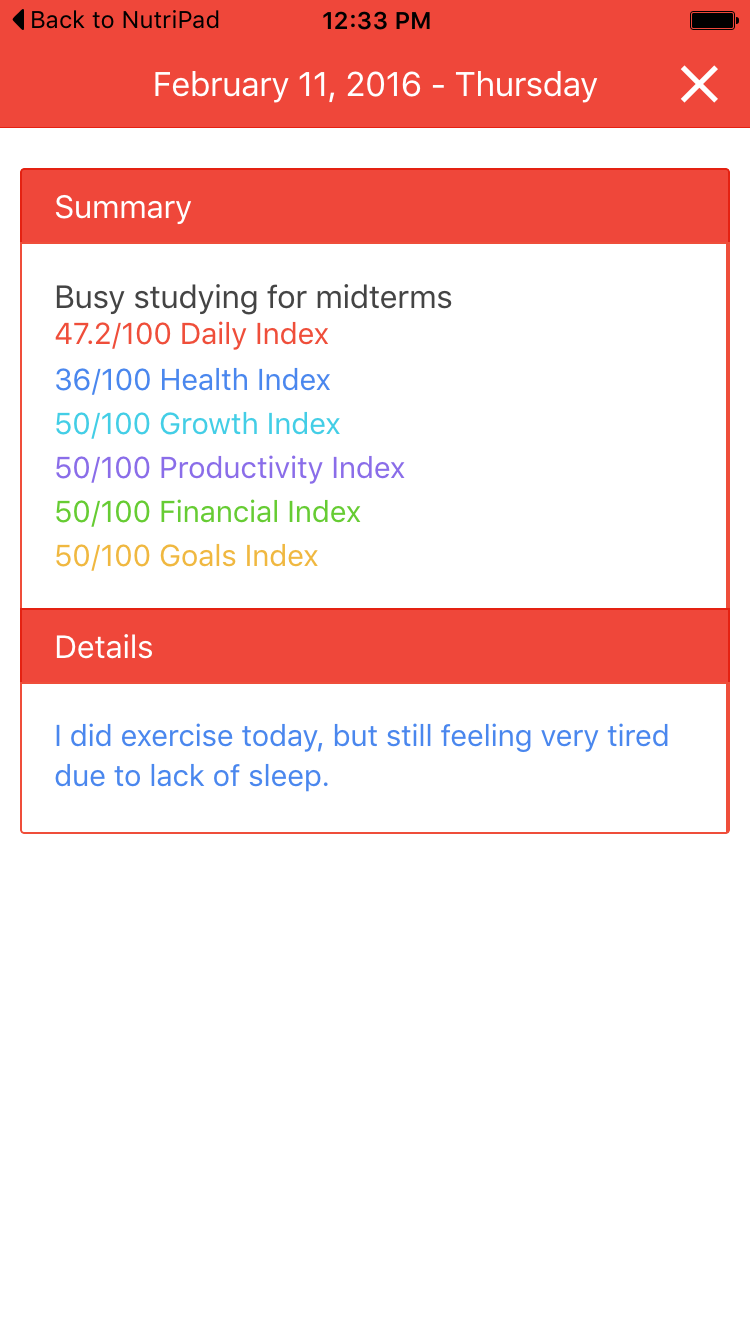 Back to NutriPad
12:33 PM
February 11, 2016 - Thursday
Summary
Busy studying for midterms
47.2/100 Daily Index
36/100 Health Index
50/100 Growth Index
50/100 Productivity Index
50/100 Financial Index
50/100 Goals Index
Details
I did exercise today, but still feeling very tired
due to lack of sleep.